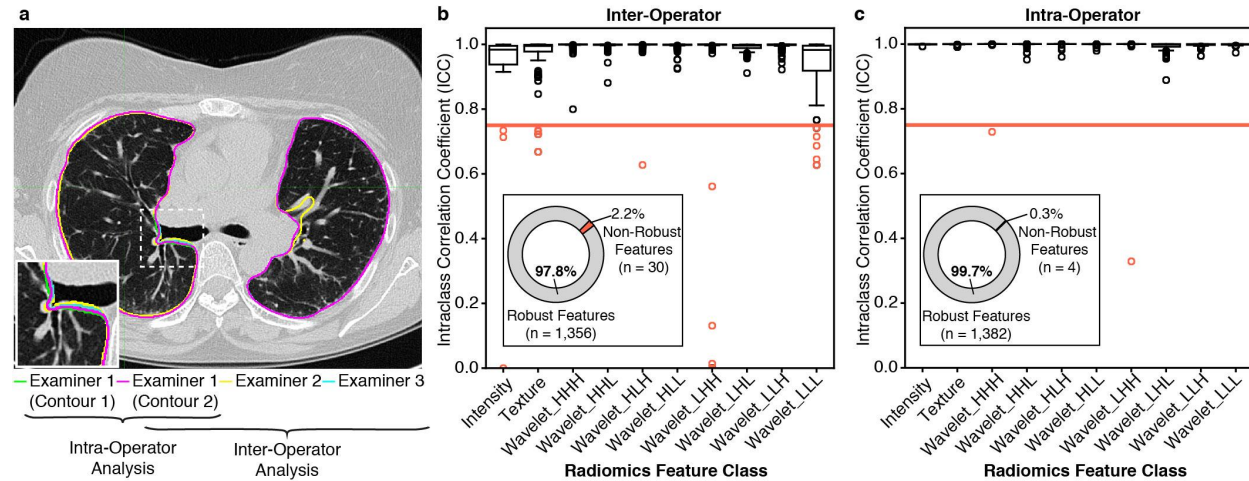 a
Examiner 1
(Contour 1)
Examiner 1
(Contour 2)
Examiner 2
Examiner 3
Intra-Operator
Analysis
Inter-Operator
Analysis
b
Inter-Operator
Intraclass Correlation Coefficient (ICC)
1.0
0.8
0.6
0.4
0.2
0.0
2.2%
Non-Robust
Features
(n = 30)
97.8%
Robust Features
(n = 1,356)
Intensity
Texture
Wavelet_HHH
Wavelet_HHL
Wavelet_HLH
Wavelet_HLL
Wavelet_LHH
Wavelet_LHL
Wavelet_LLH
Wavelet_LLL
Radiomics Feature Class
c
Intra-Operator
Intraclass Correlation Coefficient (ICC)
1.0
0.8
0.6
0.4
0.2
0.0
0.3%
Non-Robust
Features
(n = 4)
99.7%
Robust Features
(n = 1,382)
Intensity
Texture
Wavelet_HHH
Wavelet_HHL
Wavelet_HLH
Wavelet_HLL
Wavelet_LHH
Wavelet_LHL
Wavelet_LLH
Wavelet_LLL
Radiomics Feature Class